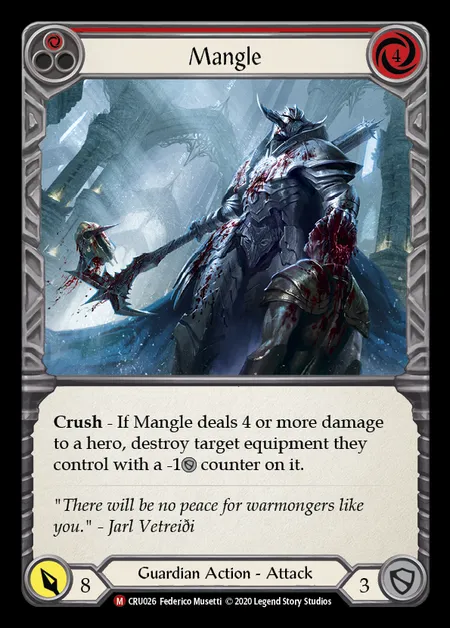 Mangle
4
Crush - If Mangle deals 4 or more damage
to a hero, destroy target equipment they
control with a -1 counter on it.
"There will be no peace for warmongers like
you." - Jarl Vetreiði
8
Guardian Action - Attack
3
M CRU026 Federico Musetti © 2020 Legend Story Studios